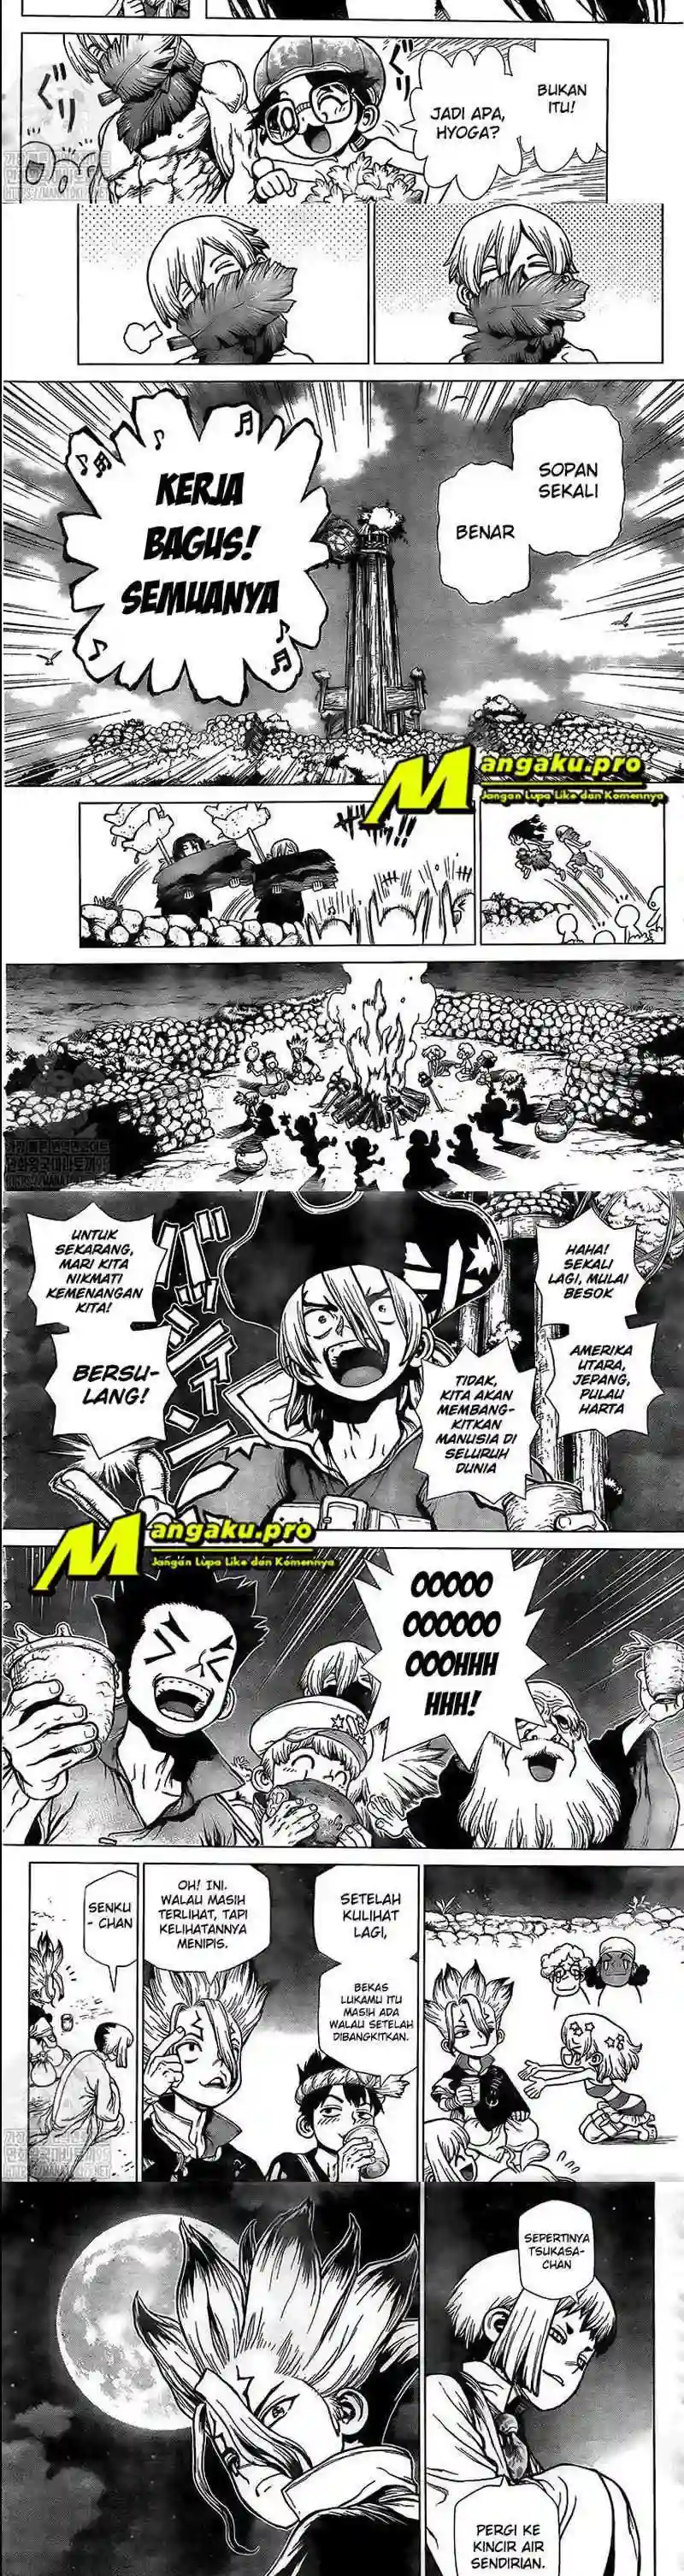 BUKAN
ITU!
JADI APA,
HYOGA?
SOPAN
SEKALI
BENAR
KERJA
BAGUS!
SEMUANYA
Mangaku.pro
Jangan Lupa Like dan Komennya
HAHA!
SEKALI
LAGI, MULAI
BESOK
AMERIKA
UTARA,
JEPANG,
PULAU
HARTA
TIDAK,
KITA AKAN
MEMBANG-
KITKAN
MANUSIA DI
SELURUH
DUNIA
UNTUK
SEKARANG,
MARI KITA
NIKMATI
KEMENANGAN
KITA!
BERSU-
LANG!
Mangaku.pro
Jangan Lupa Like dan Komennya
OOOOO
OOOOOO
OOOHHH
HHH!
SETELAH
KULIHAT
LAGI,
BEKAS
LUKAMU ITU
MASIH ADA
WALAU SETELAH
DIBANGKITKAN.
OH! INI.
WALAU MASIH
TERLIHAT, TAPI
KELIHATANNYA
MENIPIS.
SENKU
- CHAN
SEPERTINYA
TSUKASA-
CHAN
PERGI KE
KINCIR AIR
SENDIRIAN.